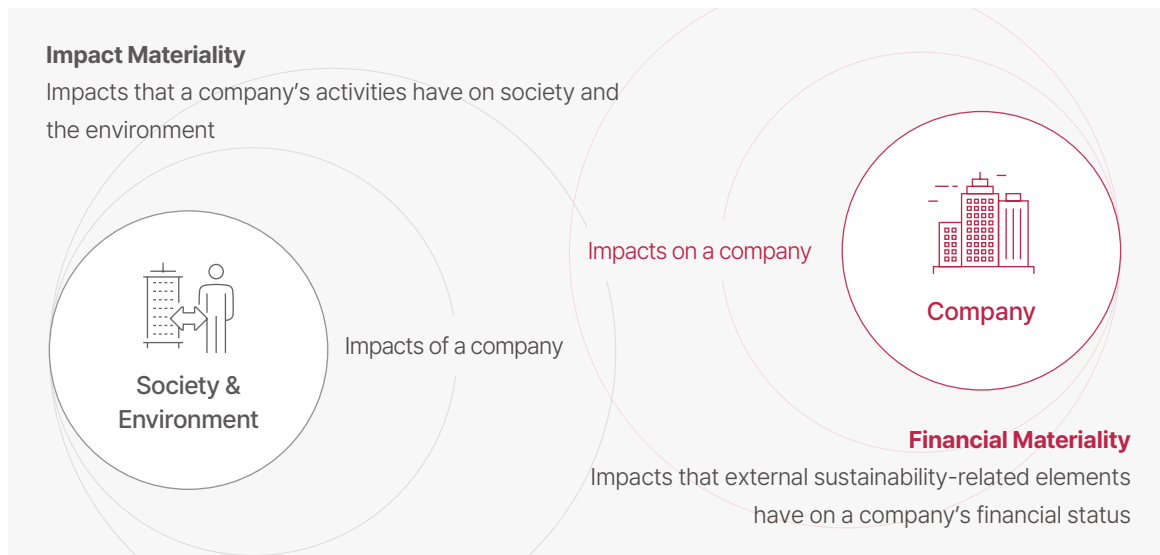 Impact Materiality
Impacts that a company's activities have on society and
the environment
Impacts on a company
Company
Impacts of a company
Society &
Environment
Financial Materiality
Impacts that external sustainability-related elements
have on a company's financial status